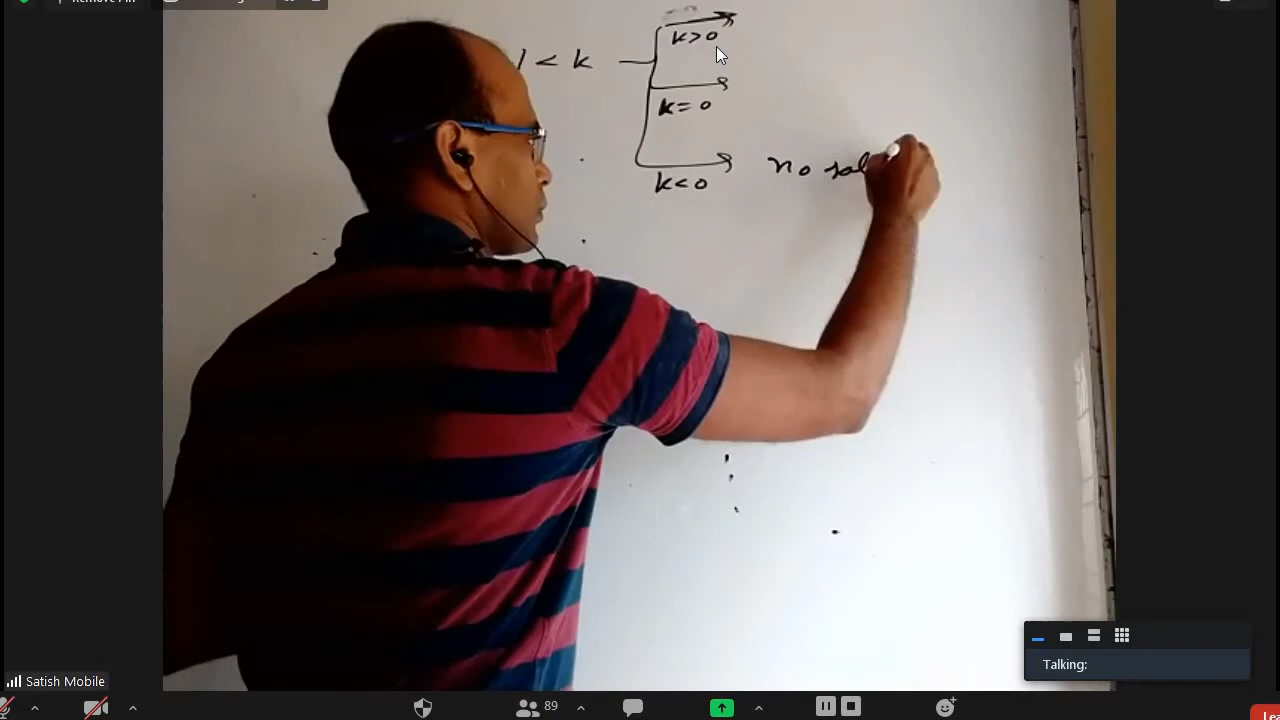 | < k
k>0
k=0
k<0
no sol
Talking:
Satish Mobile
89